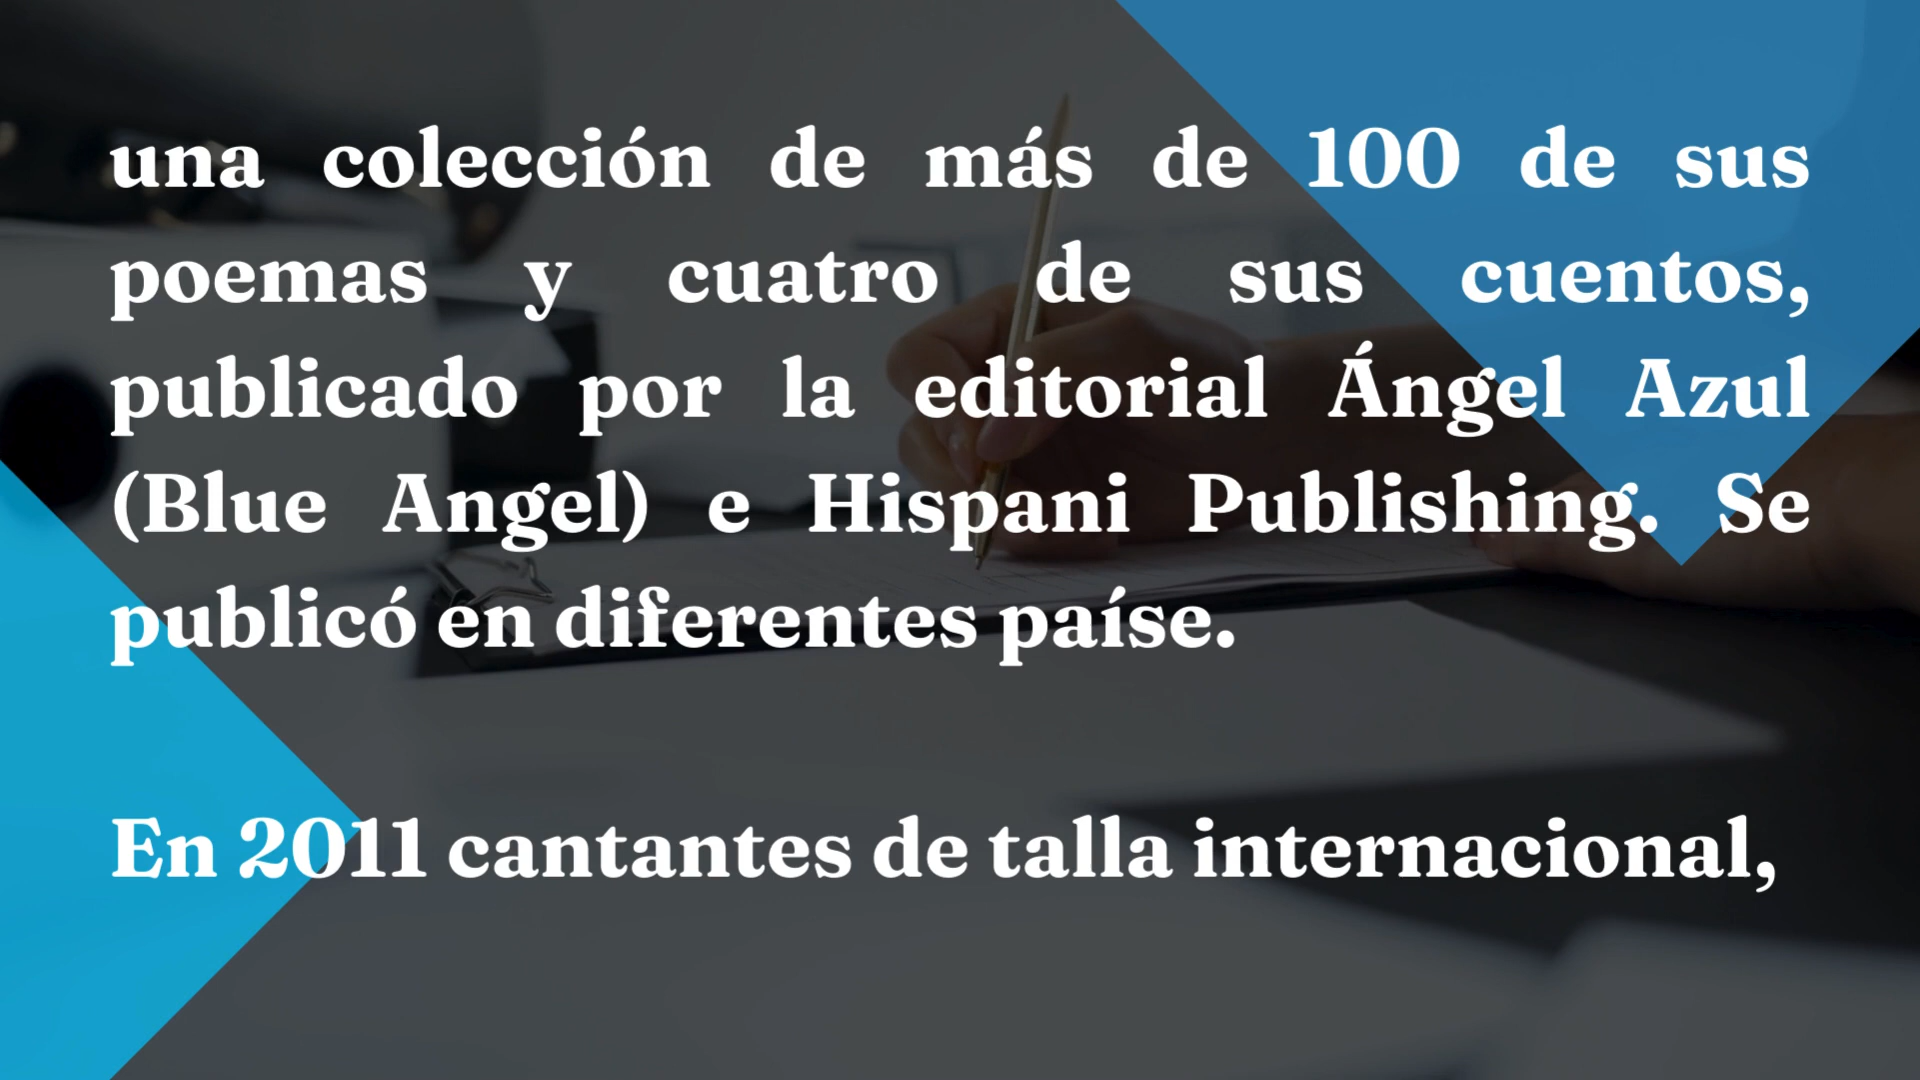 una colección de más de 100 de sus
poemas y cuatro de sus cuentos,
publicado por la editorial Ángel Azul
(Blue Angel) e Hispani Publishing. Se
publicó en diferentes paíse.
En 2011 cantantes de talla internacional,